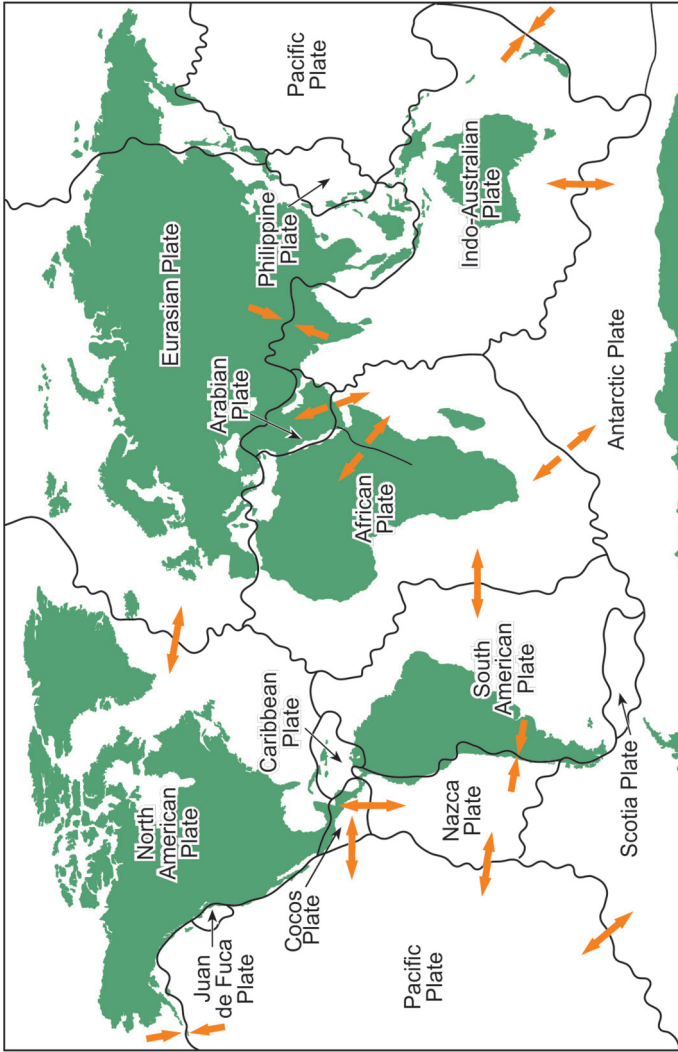 North
American
Plate
Juan
de Fuca
Plate
Cocos
Plate
Caribbean
Plate
Pacific
Plate
Nazca
Plate
South
American
Plate
Scotia Plate
Eurasian Plate
Arabian
Plate
African
Plate
Philippine
Plate
Pacific
Plate
Indo-Australian
Plate
Antarctic Plate